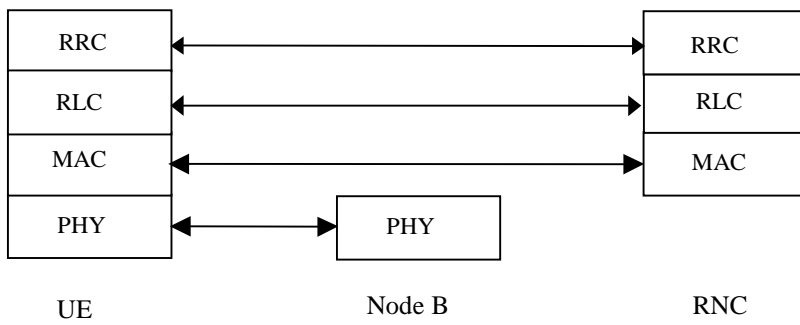 RRC RRC
RLC RLC
MAC MAC
PHY PHY
UE Node B RNC